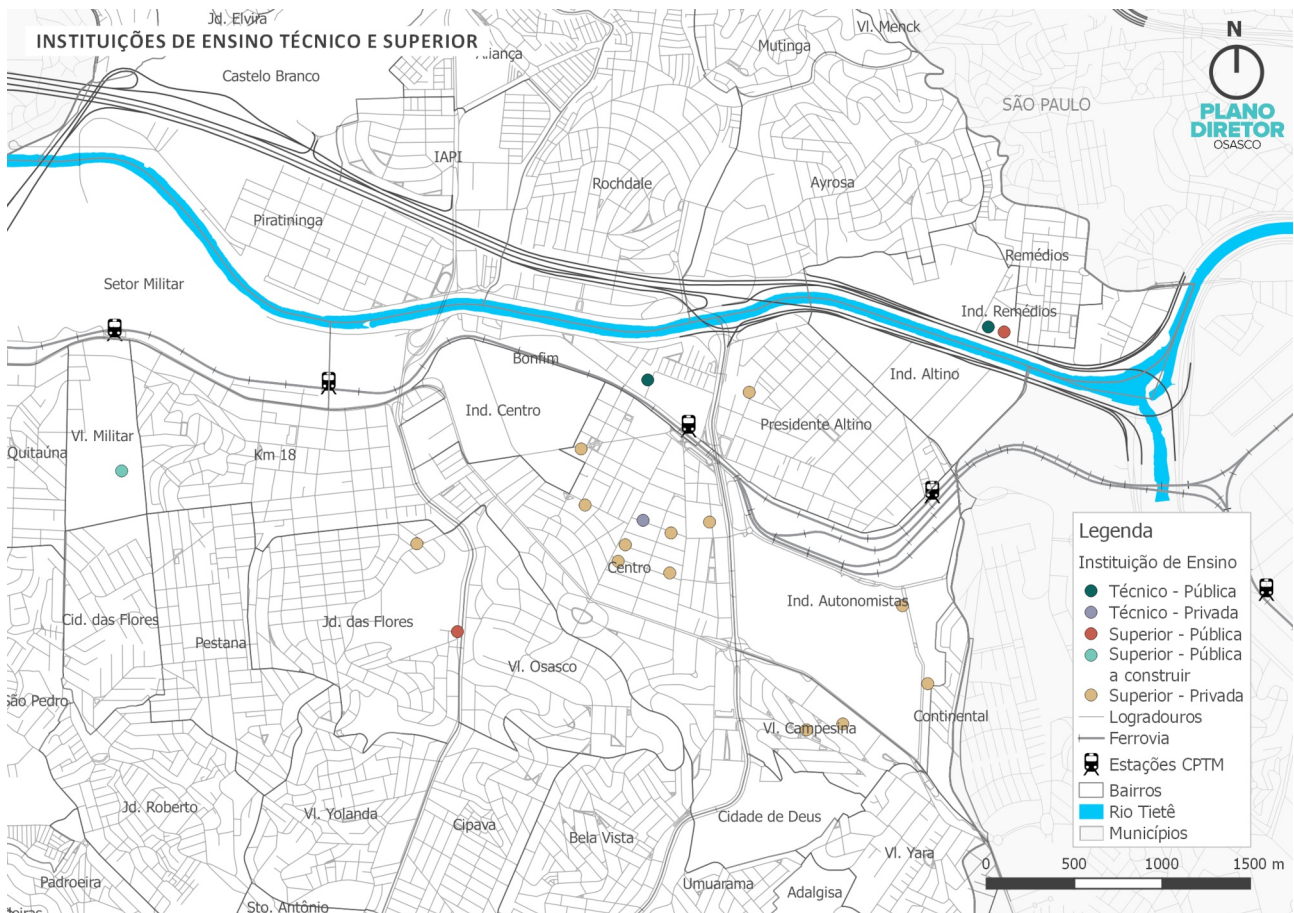 Jd. Elvira
Vl. Menck
INSTITUIÇÕES DE ENSINO TÉCNICO E SUPERIOR
Mutinga
N
Castelo Branco
SÃO PAULO
PLANO
DIRETOR
OSASCO
IAPI
Rochdale
Ayrosa
Piratininga
Remédios
Setor Militar
Ind. Remédios
Bonfim
Ind. Altino
Ind. Centro
Presidente Altino
Vl. Militar
Quitaúna
Km 18
Legenda
Instituição de Ensino
Técnico - Pública
Técnico - Privada
Superior - Pública
Superior - Pública
a construir
Superior - Privada
Logradouros
Ferrovia
Estações CPTM
Bairros
Rio Tietê
Municípios
Centro
Ind. Autonomistas
Cid. das Flores
Jd. das Flores
Pestana
Vl. Osasco
São Pedro
Continental
Vl. Campesina
Jd. Roberto
Vl. Yolanda
Cipava
Bela Vista
Cidade de Deus
Vl. Yara
0 500 1000 1500 m
Padroeira
Umuarama
Adalgisa
Sto. Antônio